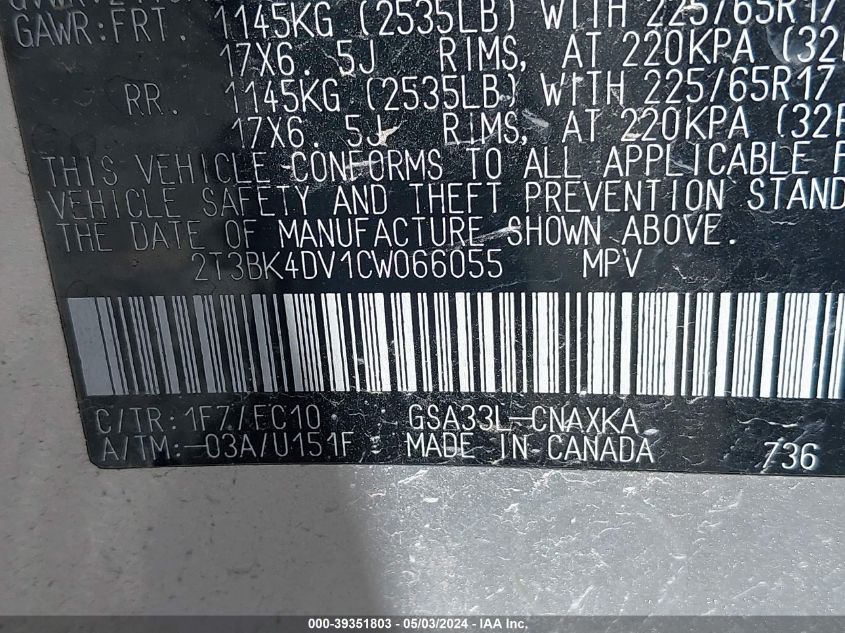 GAWR:FRT. 1145KG (2535LB) WITH 225/65R17
17X6. 5J RIMS, AT 220KPA (32
RR. 1145KG (2535LB) WITH 225/65R17
17X6. 5J RIMS, AT 220KPA (32P
THIS VEHICLE CONFORMS TO ALL APPLICABLE F
VEHICLE SAFETY AND THEFT PREVENTION STAND
THE DATE OF MANUFACTURE SHOWN ABOVE.
2T3BK4DV1CW066055 MPV
C/TR: 1F7/FC10 GSA33L-CNAXKA
A/TM: -03A/U151F MADE IN CANADA 736
000-39351803 - 05/03/2024 - IAA Inc.